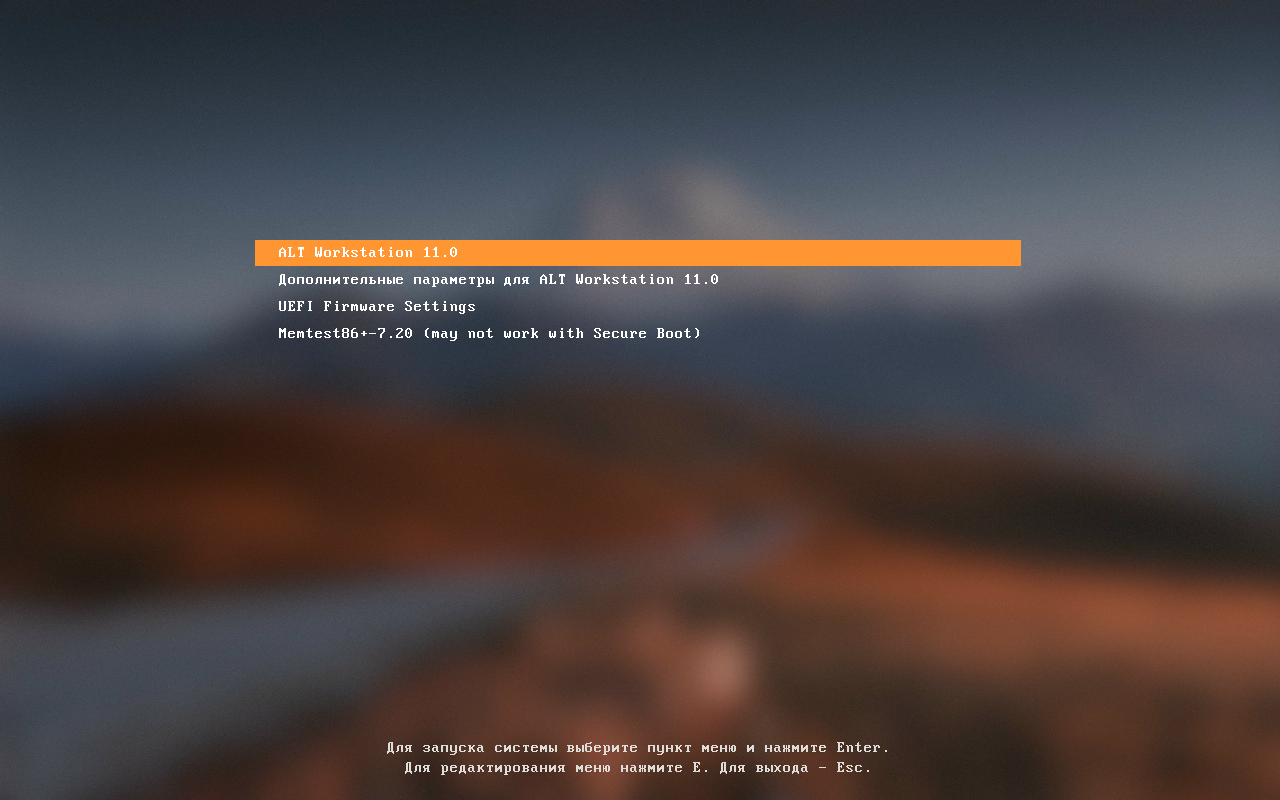 ALT Workstation 11.0
Дополнительные параметры для ALT Workstation 11.0
UEFI Firmware Settings
Memtest86+-7.20 (may not work with Secure Boot)
Для запуска системы выберите пункт меню и нажмите Enter.
Для редактирования меню нажмите E. Для выхода - Esc.